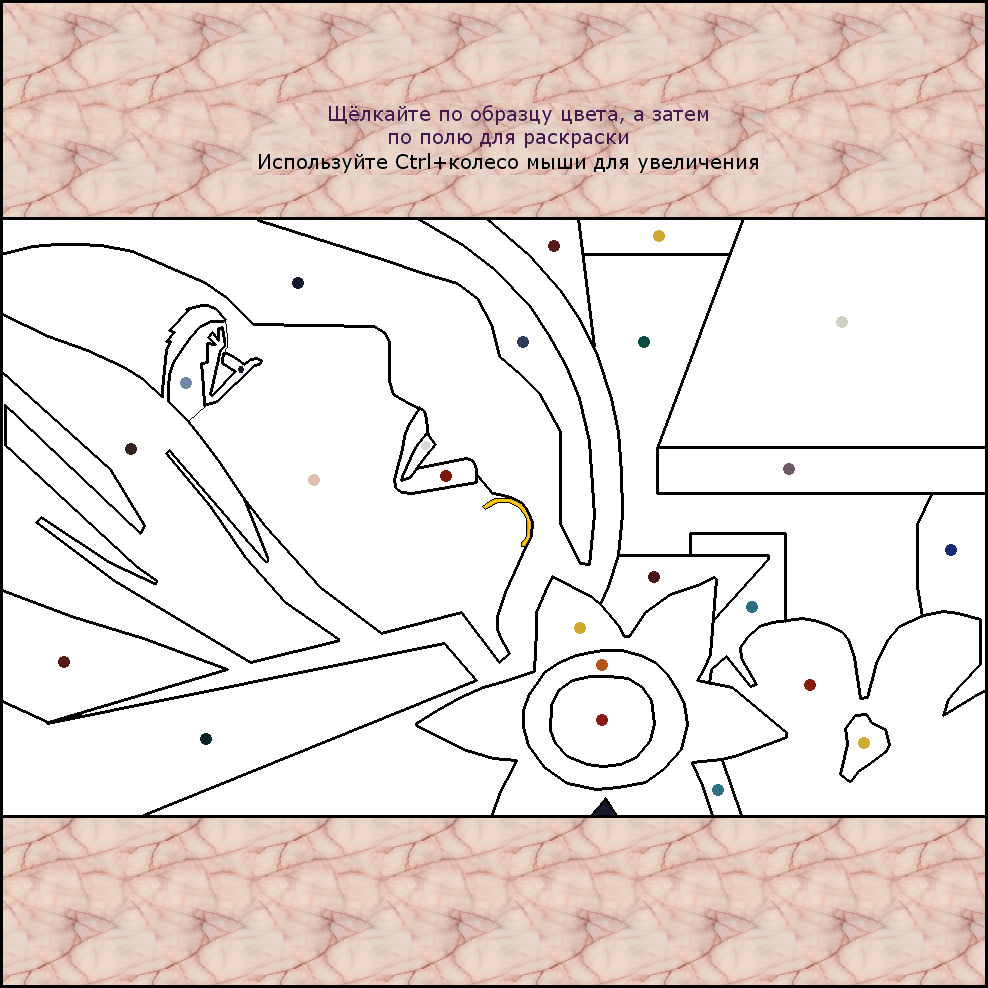 Щёлкайте по образцу цвета, а затем
по полю для раскраски
Используйте Ctrl+колесо мыши для увеличения